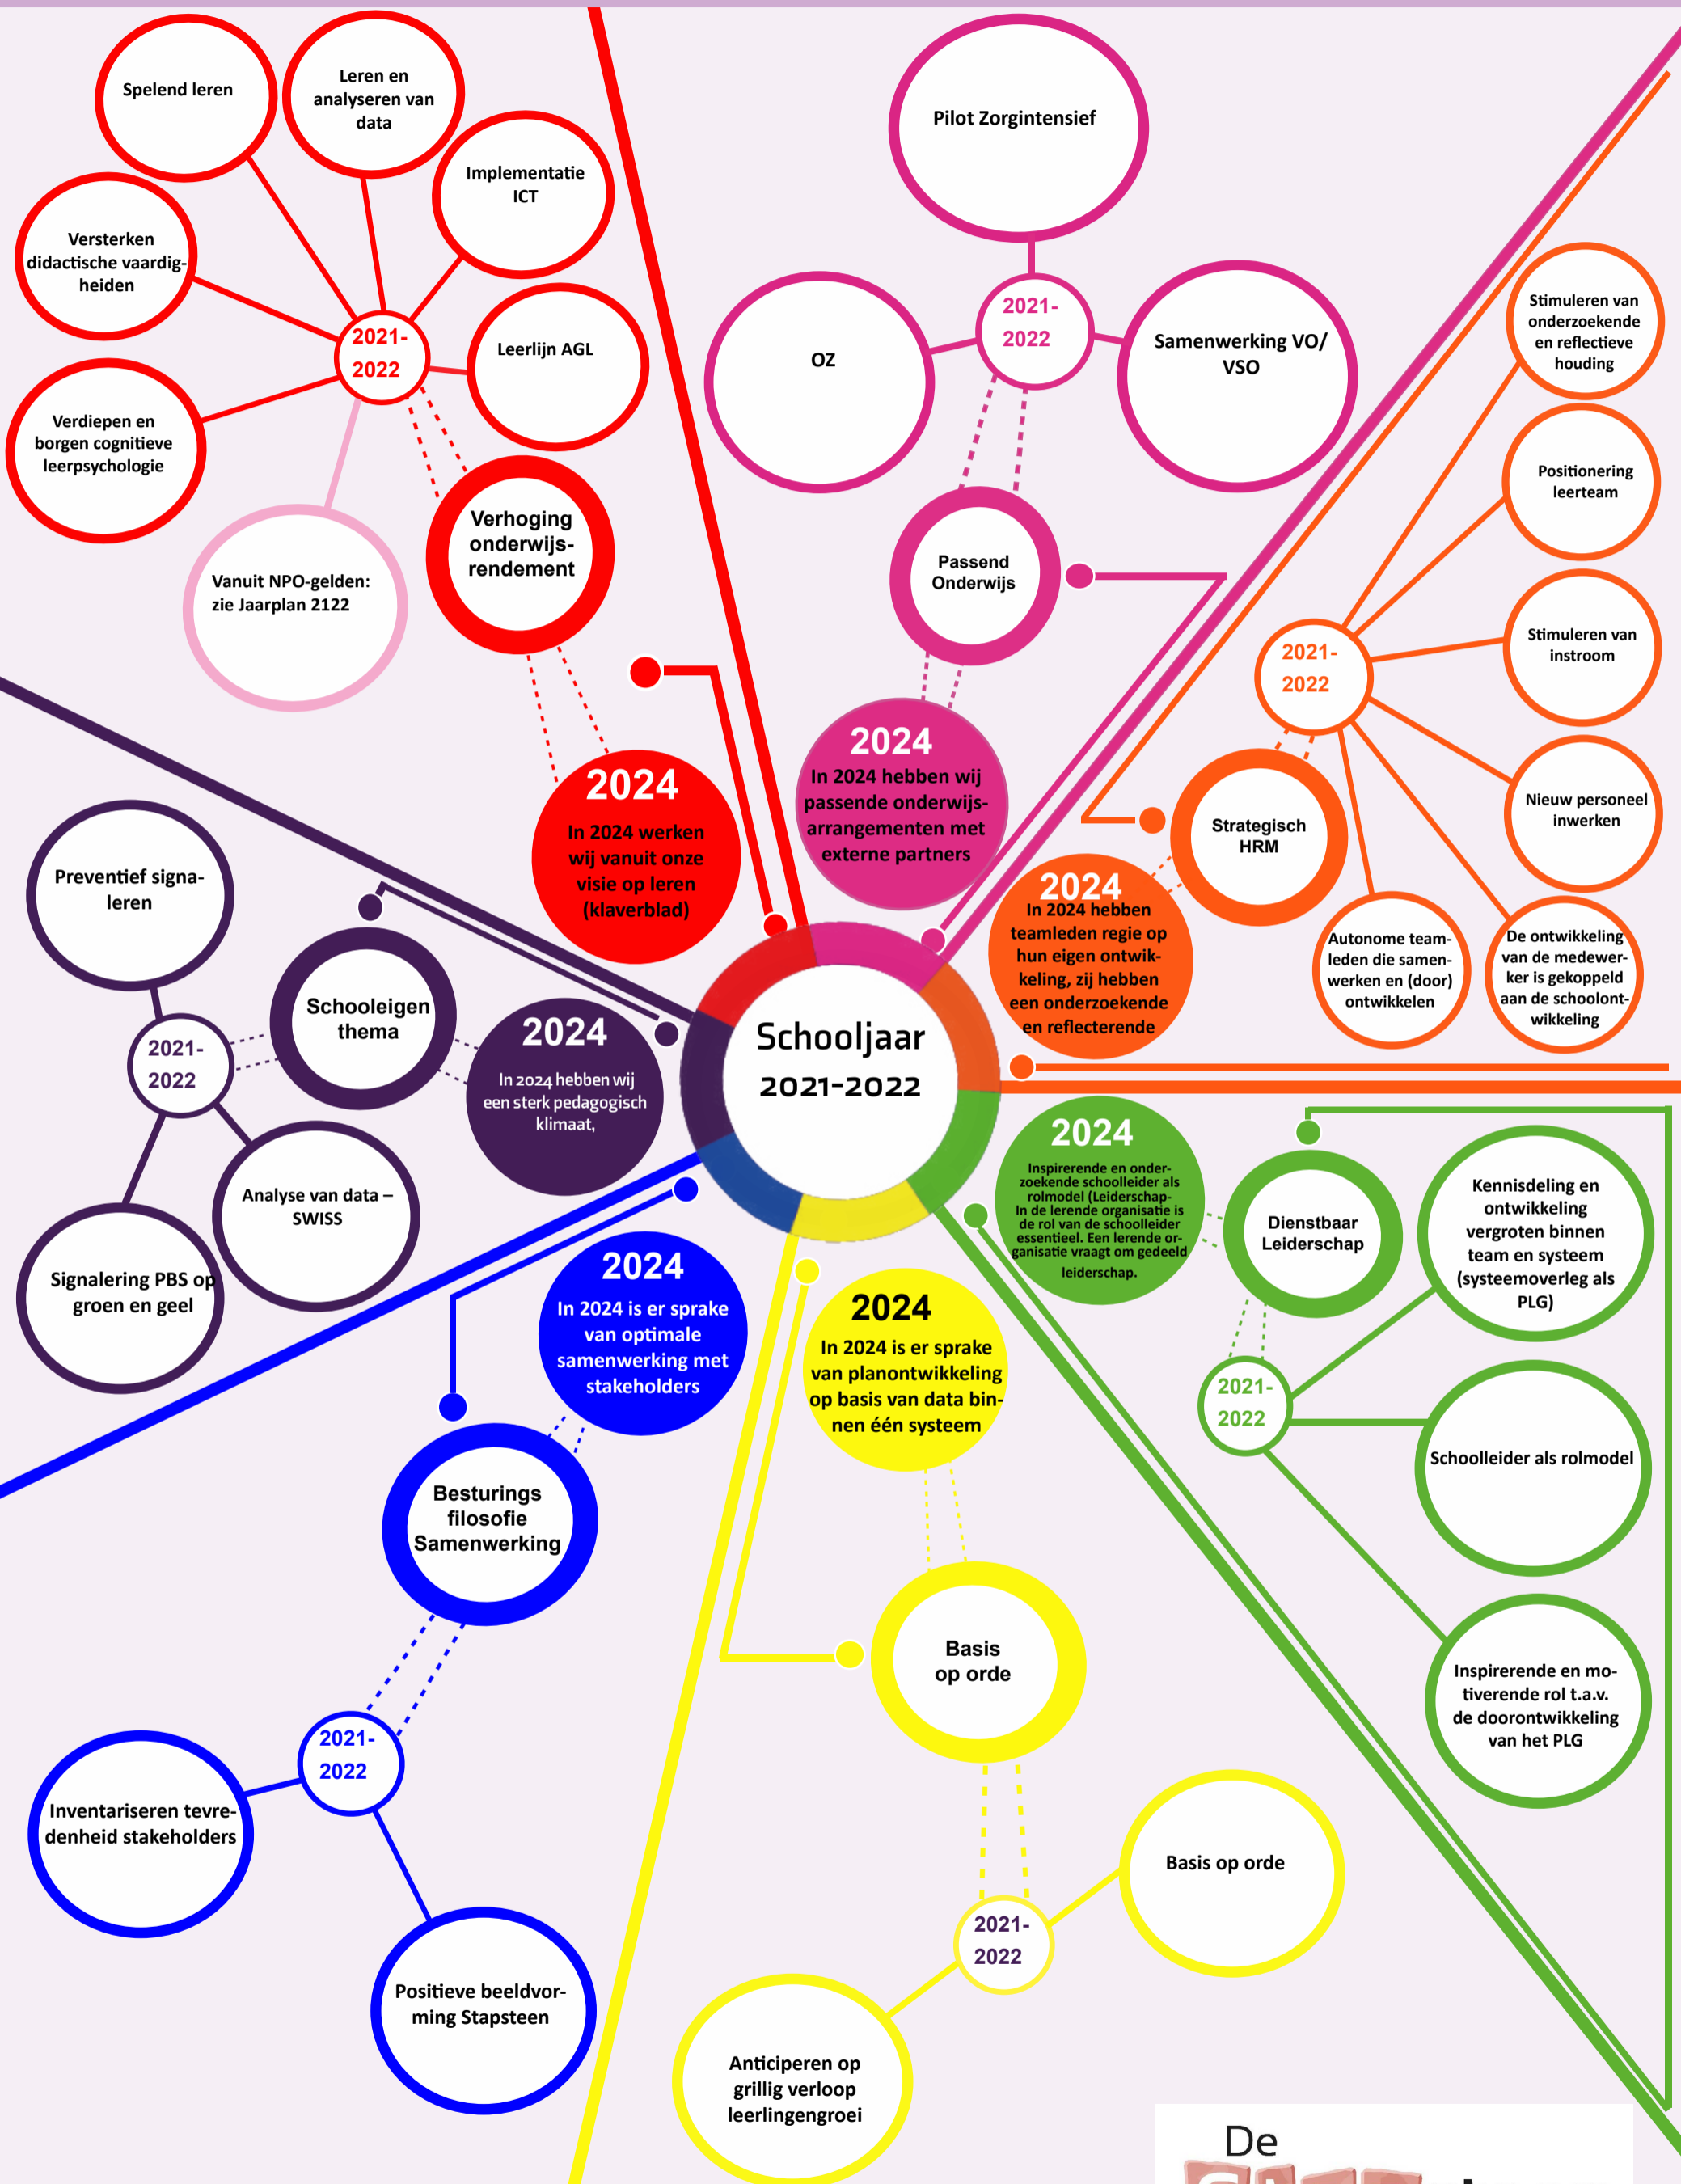 Spelend leren
Leren en
analyseren van
data
Implementatie
ICT
Versterken
didactische vaardig-
heiden
Leerlijn AGL
Verdiepen en
borgen cognitieve
leerpsychologie
2021-
2022
Vanuit NPO-gelden:
zie Jaarplan 2122
Verhoging
onderwijs-
rendement
2024
In 2024 werken
wij vanuit onze
visie op leren
(klaverblad)
Pilot Zorgintensief
OZ
2021-
2022
Samenwerking VO/
VSO
Passend
Onderwijs
2024
In 2024 hebben wij
passende onderwijs-
arrangementen met
externe partners
Stimuleren van
onderzoekende
en reflectieve
houding
Positionering
leerteam
Stimuleren van
instroom
Nieuw personeel
inwerken
De ontwikkeling
van de medewer-
ker is gekoppeld
aan de schoolont-
wikkeling
Autonome team-
leden die samen-
werken en (door)
ontwikkelen
2021-
2022
Strategisch
HRM
2024
In 2024 hebben
teamleden regie op
hun eigen ontwik-
keling, zij hebben
een onderzoekende
en reflecterende
Schooljaar
2021-2022
Preventief signa-
leren
2021-
2022
Schooleigen
thema
2024
In 2024 hebben wij
een sterk pedagogisch
klimaat,
Analyse van data –
SWISS
Signalering PBS op
groen en geel
2024
Inspirerende en onder-
zoekende schoolleider als
rolmodel (Leiderschap-
In de lerende organisatie is
de rol van de schoolleider
essentieel. Een lerende or-
ganisatie vraagt om gedeeld
leiderschap.
Dienstbaar
Leiderschap
2021-
2022
Kennisdeling en
ontwikkeling
vergroten binnen
team en systeem
(systeemoverleg als
PLG)
Schoolleider als rolmodel
Inspirerende en mo-
tiverende rol t.a.v.
de doorontwikkeling
van het PLG
2024
In 2024 is er sprake
van optimale
samenwerking met
stakeholders
Besturings
filosofie
Samenwerking
2021-
2022
Inventariseren tevre-
denheid stakeholders
Positieve beeldvor-
ming Stapsteen
2024
In 2024 is er sprake
van planontwikkeling
op basis van data bin-
nen één systeem
Basis
op orde
2021-
2022
Basis op orde
Anticiperen op
grillig verloop
leerlingengroei
De